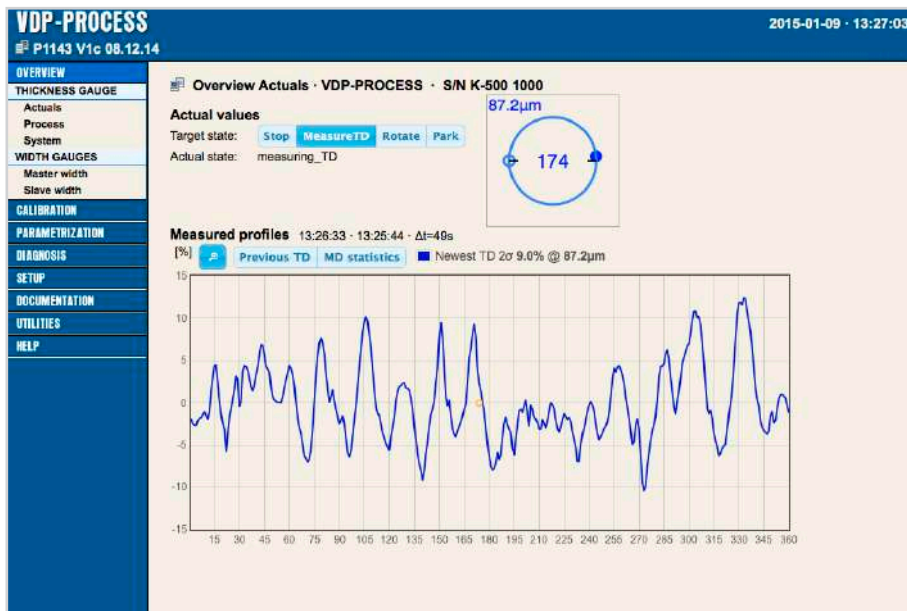 VDP-PROCESS
P1143 V1c 08.12.14
2015-01-09 · 13:27:03
OVERVIEW
THICKNESS GAUGE
Actuals
Process
System
WIDTH GAUGES
Master width
Slave width
CALIBRATION
PARAMETRIZATION
DIAGNOSIS
SETUP
DOCUMENTATION
UTILITIES
HELP
Overview Actuals · VDP-PROCESS · S/N K-500 1000
Actual values
Target state: Stop MeasureTD Rotate Park
Actual state: measuring_TD
87.2µm
174
Measured profiles 13:26:33 - 13:25:44 · Δt=49s
[%] Previous TD MD statistics Newest TD 2σ 9.0% @ 87.2µm
15
10
5
0
-5
-10
-15
15 30 45 60 75 90 105 120 135 150 165 180 195 210 225 240 255 270 285 300 315 330 345 360